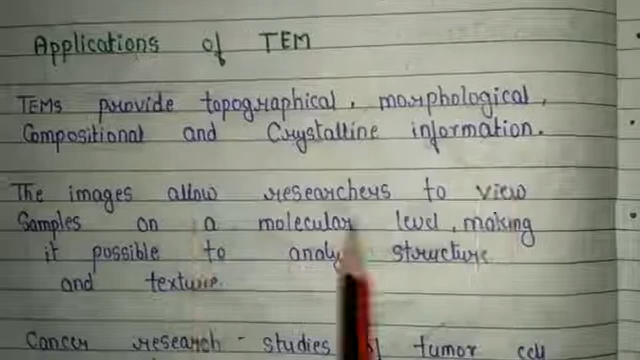 Applications of TEM
TEMs provide topographical, morphological,
Compositional and Crystalline information.
The images allow researchers to view
Samples on a molecular level, making
it possible to structure
and texture.
Cancer research - studies tumor cell